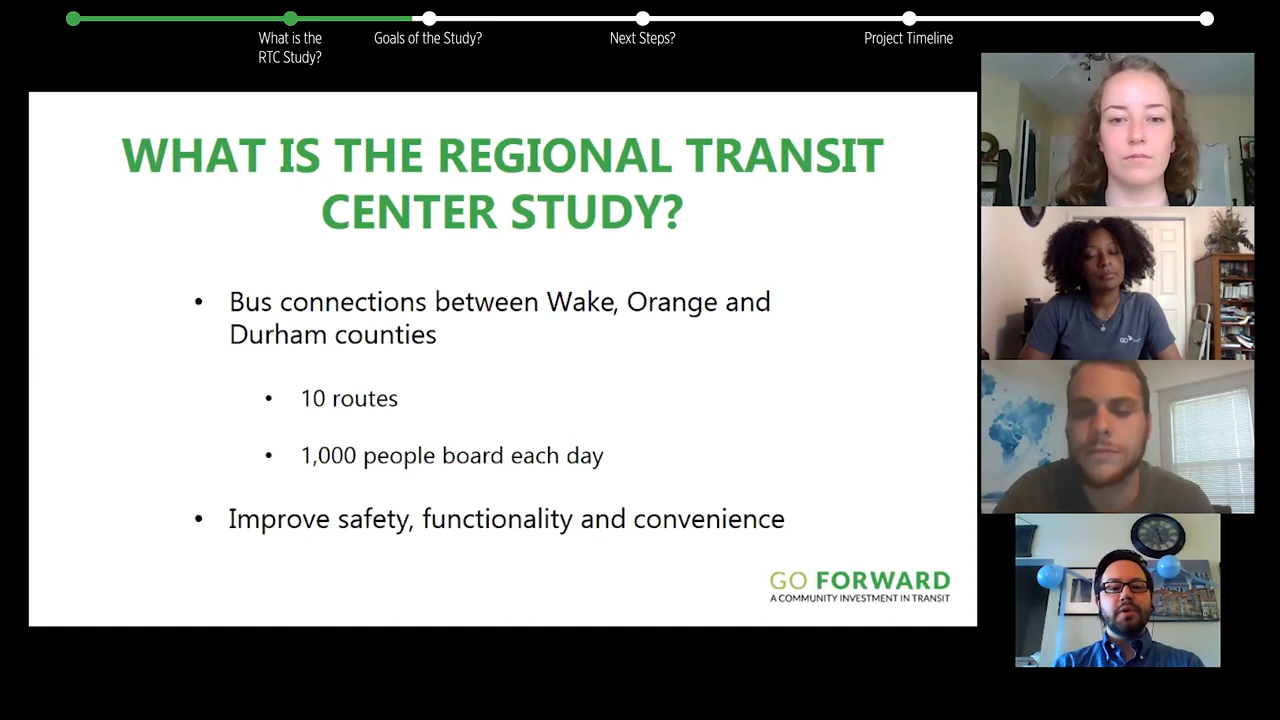 What is the
RTC Study?
Goals of the Study?
Next Steps?
Project Timeline
WHAT IS THE REGIONAL TRANSIT
CENTER STUDY?
• Bus connections between Wake, Orange and
Durham counties
• 10 routes
• 1,000 people board each day
• Improve safety, functionality and convenience
GO FORWARD
A COMMUNITY INVESTMENT IN TRANSIT
GO